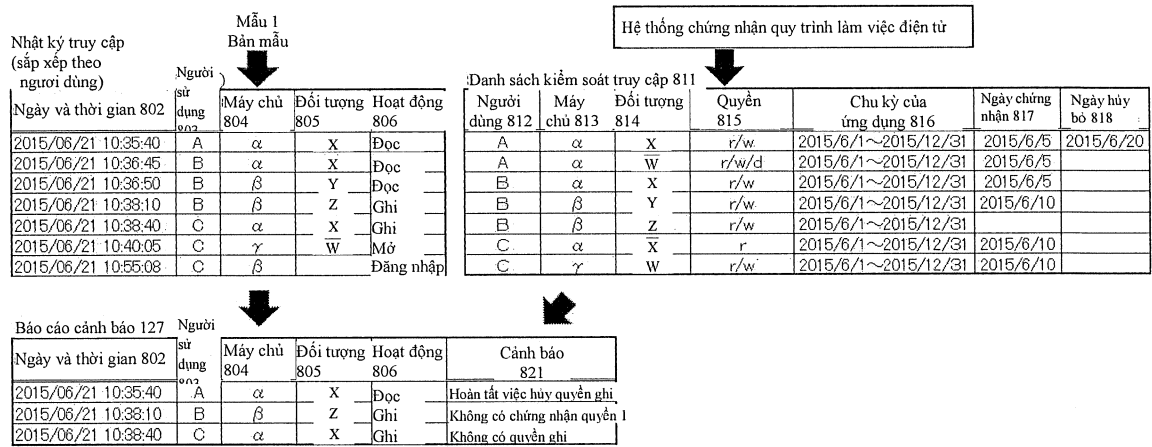 Mẫu 1
Bản mẫu
Hệ thống chứng nhận quy trình làm việc điện tử
Nhật ký truy cập
(sắp xếp theo
ngươi dùng)
Ngày và thời gian 802 Người sử dụng Máy chủ 804 Đối tượng 805 Hoạt động 806
2015/06/21 10:35:40 A α X Đọc
2015/06/21 10:36:45 B α X Đọc
2015/06/21 10:36:50 B β Y Đọc
2015/06/21 10:38:10 B β Z Ghi
2015/06/21 10:38:40 C α X Ghi
2015/06/21 10:40:05 C γ W Mở
2015/06/21 10:55:08 C β Đăng nhập
Danh sách kiểm soát truy cập 811
Người dùng 812 Máy chủ 813 Đối tượng 814 Quyền 815 Chu kỳ của ứng dụng 816 Ngày chứng nhận 817 Ngày hủy bỏ 818
A α X r/w 2015/6/1～2015/12/31 2015/6/5 2015/6/20
A α W r/w/d 2015/6/1～2015/12/31 2015/6/5
B α X r/w 2015/6/1～2015/12/31 2015/6/5
B β Y r/w 2015/6/1～2015/12/31 2015/6/10
B β Z r/w 2015/6/1～2015/12/31
C α X r 2015/6/1～2015/12/31 2015/6/10
C γ W r/w 2015/6/1～2015/12/31 2015/6/10
Báo cáo cảnh báo 127
Ngày và thời gian 802 Người sử dụng Máy chủ 804 Đối tượng 805 Hoạt động 806 Cảnh báo 821
2015/06/21 10:35:40 A α X Đọc Hoàn tất việc hủy quyền ghi
2015/06/21 10:38:10 B β Z Ghi Không có chứng nhận quyền 1
2015/06/21 10:38:40 C α X Ghi Không có quyền ghi